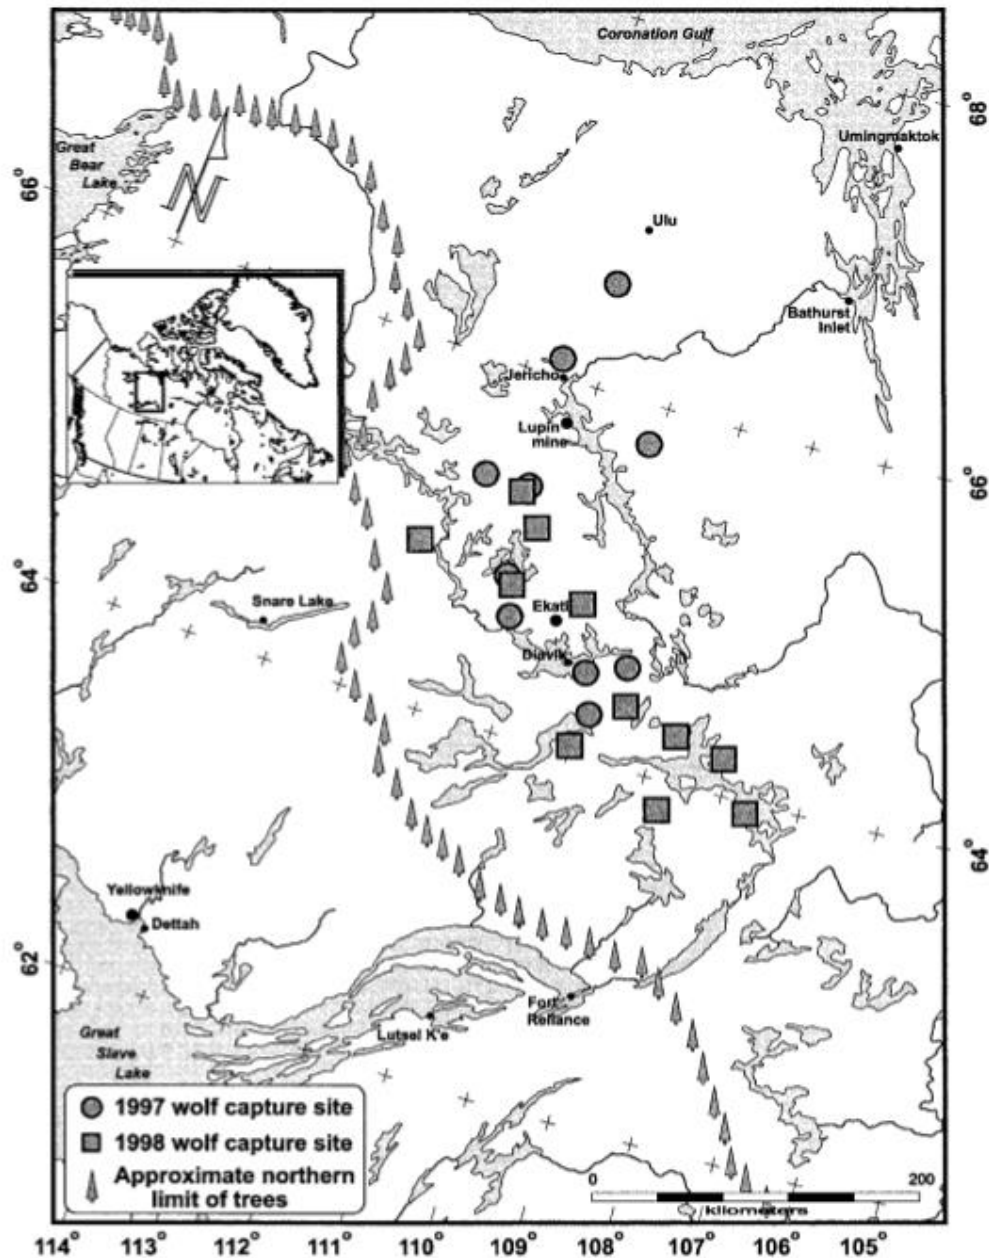 Coronation Gulf
68°
Umingmaktok
Great
Bear
Lake
66°
N
Ulu
Bathurst
Inlet
Jericho
Lupin
mine
66°
64°
Snare Lake
Ekati
Diavik
64°
Yellowknife
Dettah
62°
Fort
Reliance
Lutsel K'e
Great
Slave
Lake
1997 wolf capture site
1998 wolf capture site
Approximate northern
limit of trees
0 200
kilometers
114° 113° 112° 111° 110° 109° 108° 107° 106° 105°